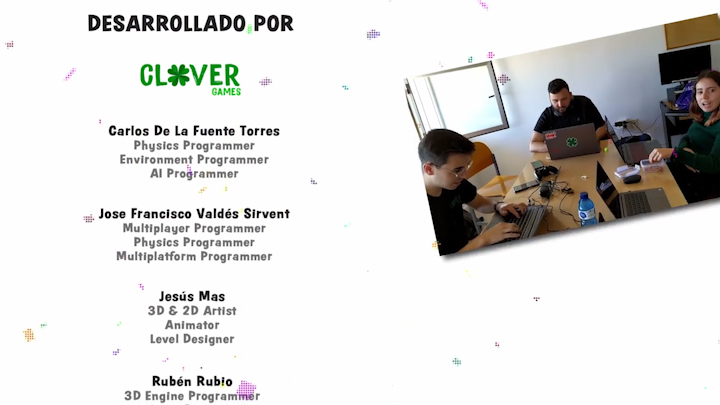 DESARROLLADO POR
CLOVER
GAMES
Carlos De La Fuente Torres
Physics Programmer
Environment Programmer
AI Programmer
Jose Francisco Valdés Sirvent
Multiplayer Programmer
Physics Programmer
Multiplatform Programmer
Jesús Mas
3D & 2D Artist
Animator
Level Designer
Rubén Rubio
3D Engine Programmer